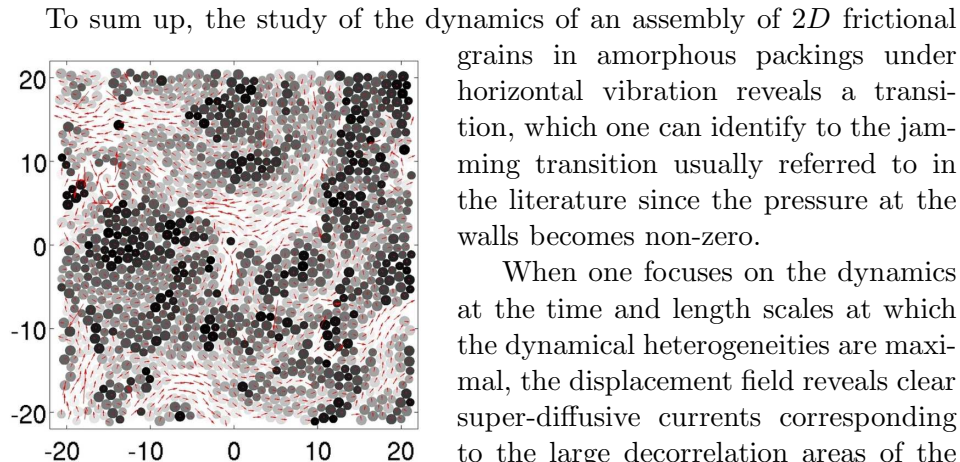 To sum up, the study of the dynamics of an assembly of 2D frictional
grains in amorphous packings under
horizontal vibration reveals a transi-
tion, which one can identify to the jam-
ming transition usually referred to in
the literature since the pressure at the
walls becomes non-zero.
When one focuses on the dynamics
at the time and length scales at which
the dynamical heterogeneities are maxi-
mal, the displacement field reveals clear
super-diffusive currents corresponding
to the large decorrelation areas of the
20
10
0
-10
-20
-20 -10 0 10 20